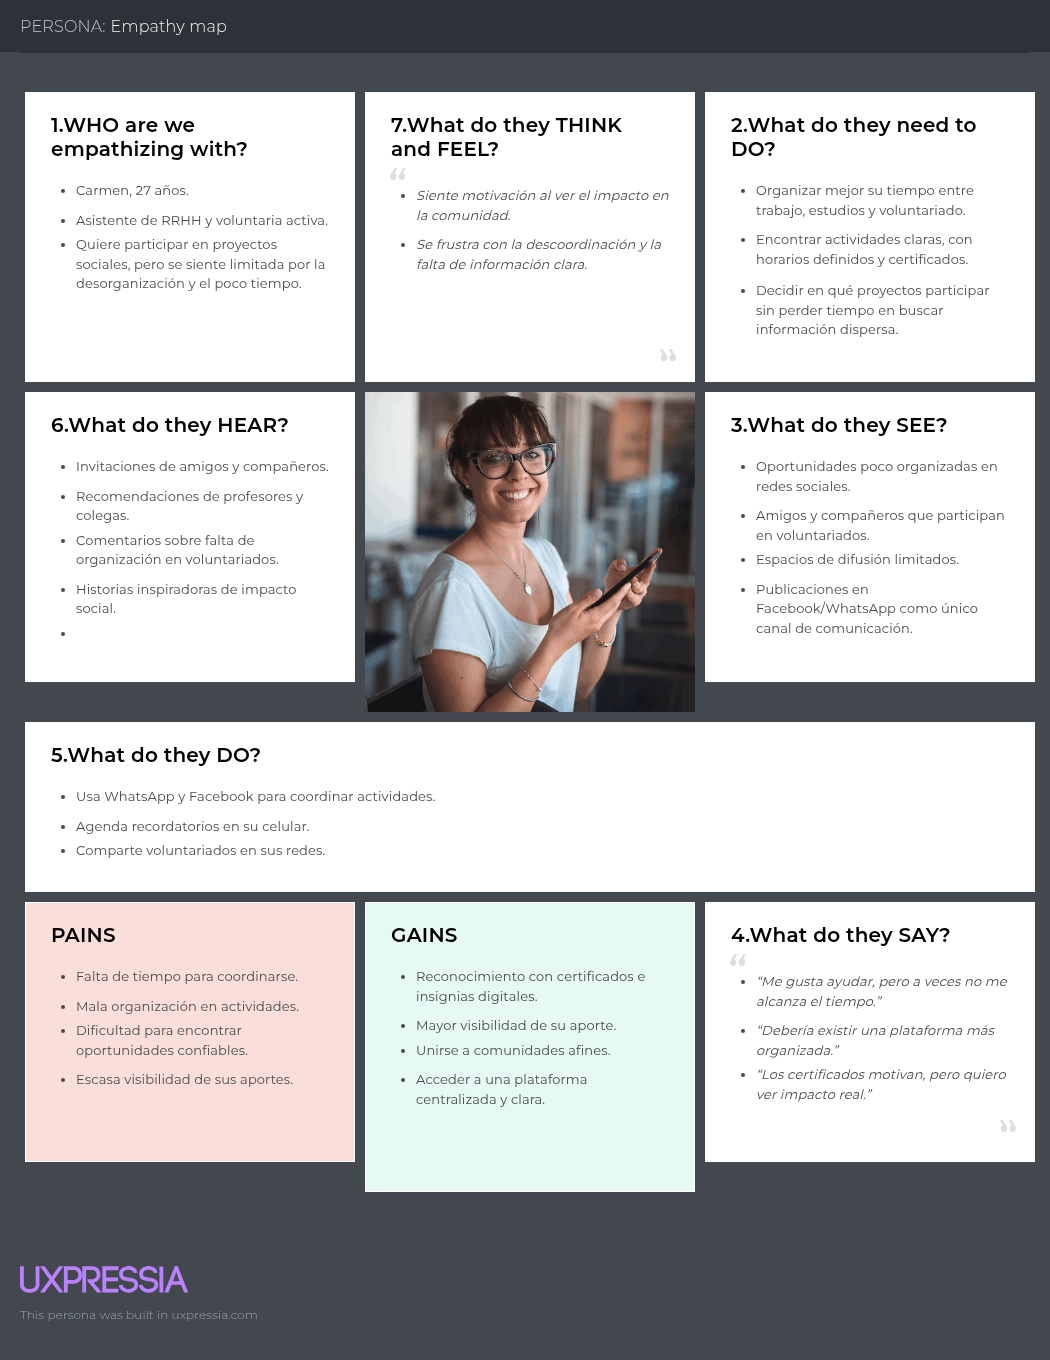 PERSONA: Empathy map
1.WHO are we
empathizing with?
• Carmen, 27 años.
• Asistente de RRHH y voluntaria activa.
• Quiere participar en proyectos
sociales, pero se siente limitada por la
desorganización y el poco tiempo.
7.What do they THINK
and FEEL?
“
• Siente motivación al ver el impacto en
la comunidad.
• Se frustra con la descoordinación y la
falta de información clara.
”
2.What do they need to
DO?
• Organizar mejor su tiempo entre
trabajo, estudios y voluntariado.
• Encontrar actividades claras, con
horarios definidos y certificados.
• Decidir en qué proyectos participar
sin perder tiempo en buscar
información dispersa.
6.What do they HEAR?
• Invitaciones de amigos y compañeros.
• Recomendaciones de profesores y
colegas.
• Comentarios sobre falta de
organización en voluntariados.
• Historias inspiradoras de impacto
social.
•
3.What do they SEE?
• Oportunidades poco organizadas en
redes sociales.
• Amigos y compañeros que participan
en voluntariados.
• Espacios de difusión limitados.
• Publicaciones en
Facebook/WhatsApp como único
canal de comunicación.
5.What do they DO?
• Usa WhatsApp y Facebook para coordinar actividades.
• Agenda recordatorios en su celular.
• Comparte voluntariados en sus redes.
PAINS
• Falta de tiempo para coordinarse.
• Mala organización en actividades.
• Dificultad para encontrar
oportunidades confiables.
• Escasa visibilidad de sus aportes.
GAINS
• Reconocimiento con certificados e
insignias digitales.
• Mayor visibilidad de su aporte.
• Unirse a comunidades afines.
• Acceder a una plataforma
centralizada y clara.
4.What do they SAY?
“
• “Me gusta ayudar, pero a veces no me
alcanza el tiempo.”
• “Debería existir una plataforma más
organizada.”
• “Los certificados motivan, pero quiero
ver impacto real.”
”
UXPRESSIA
This persona was built in uxpressia.com